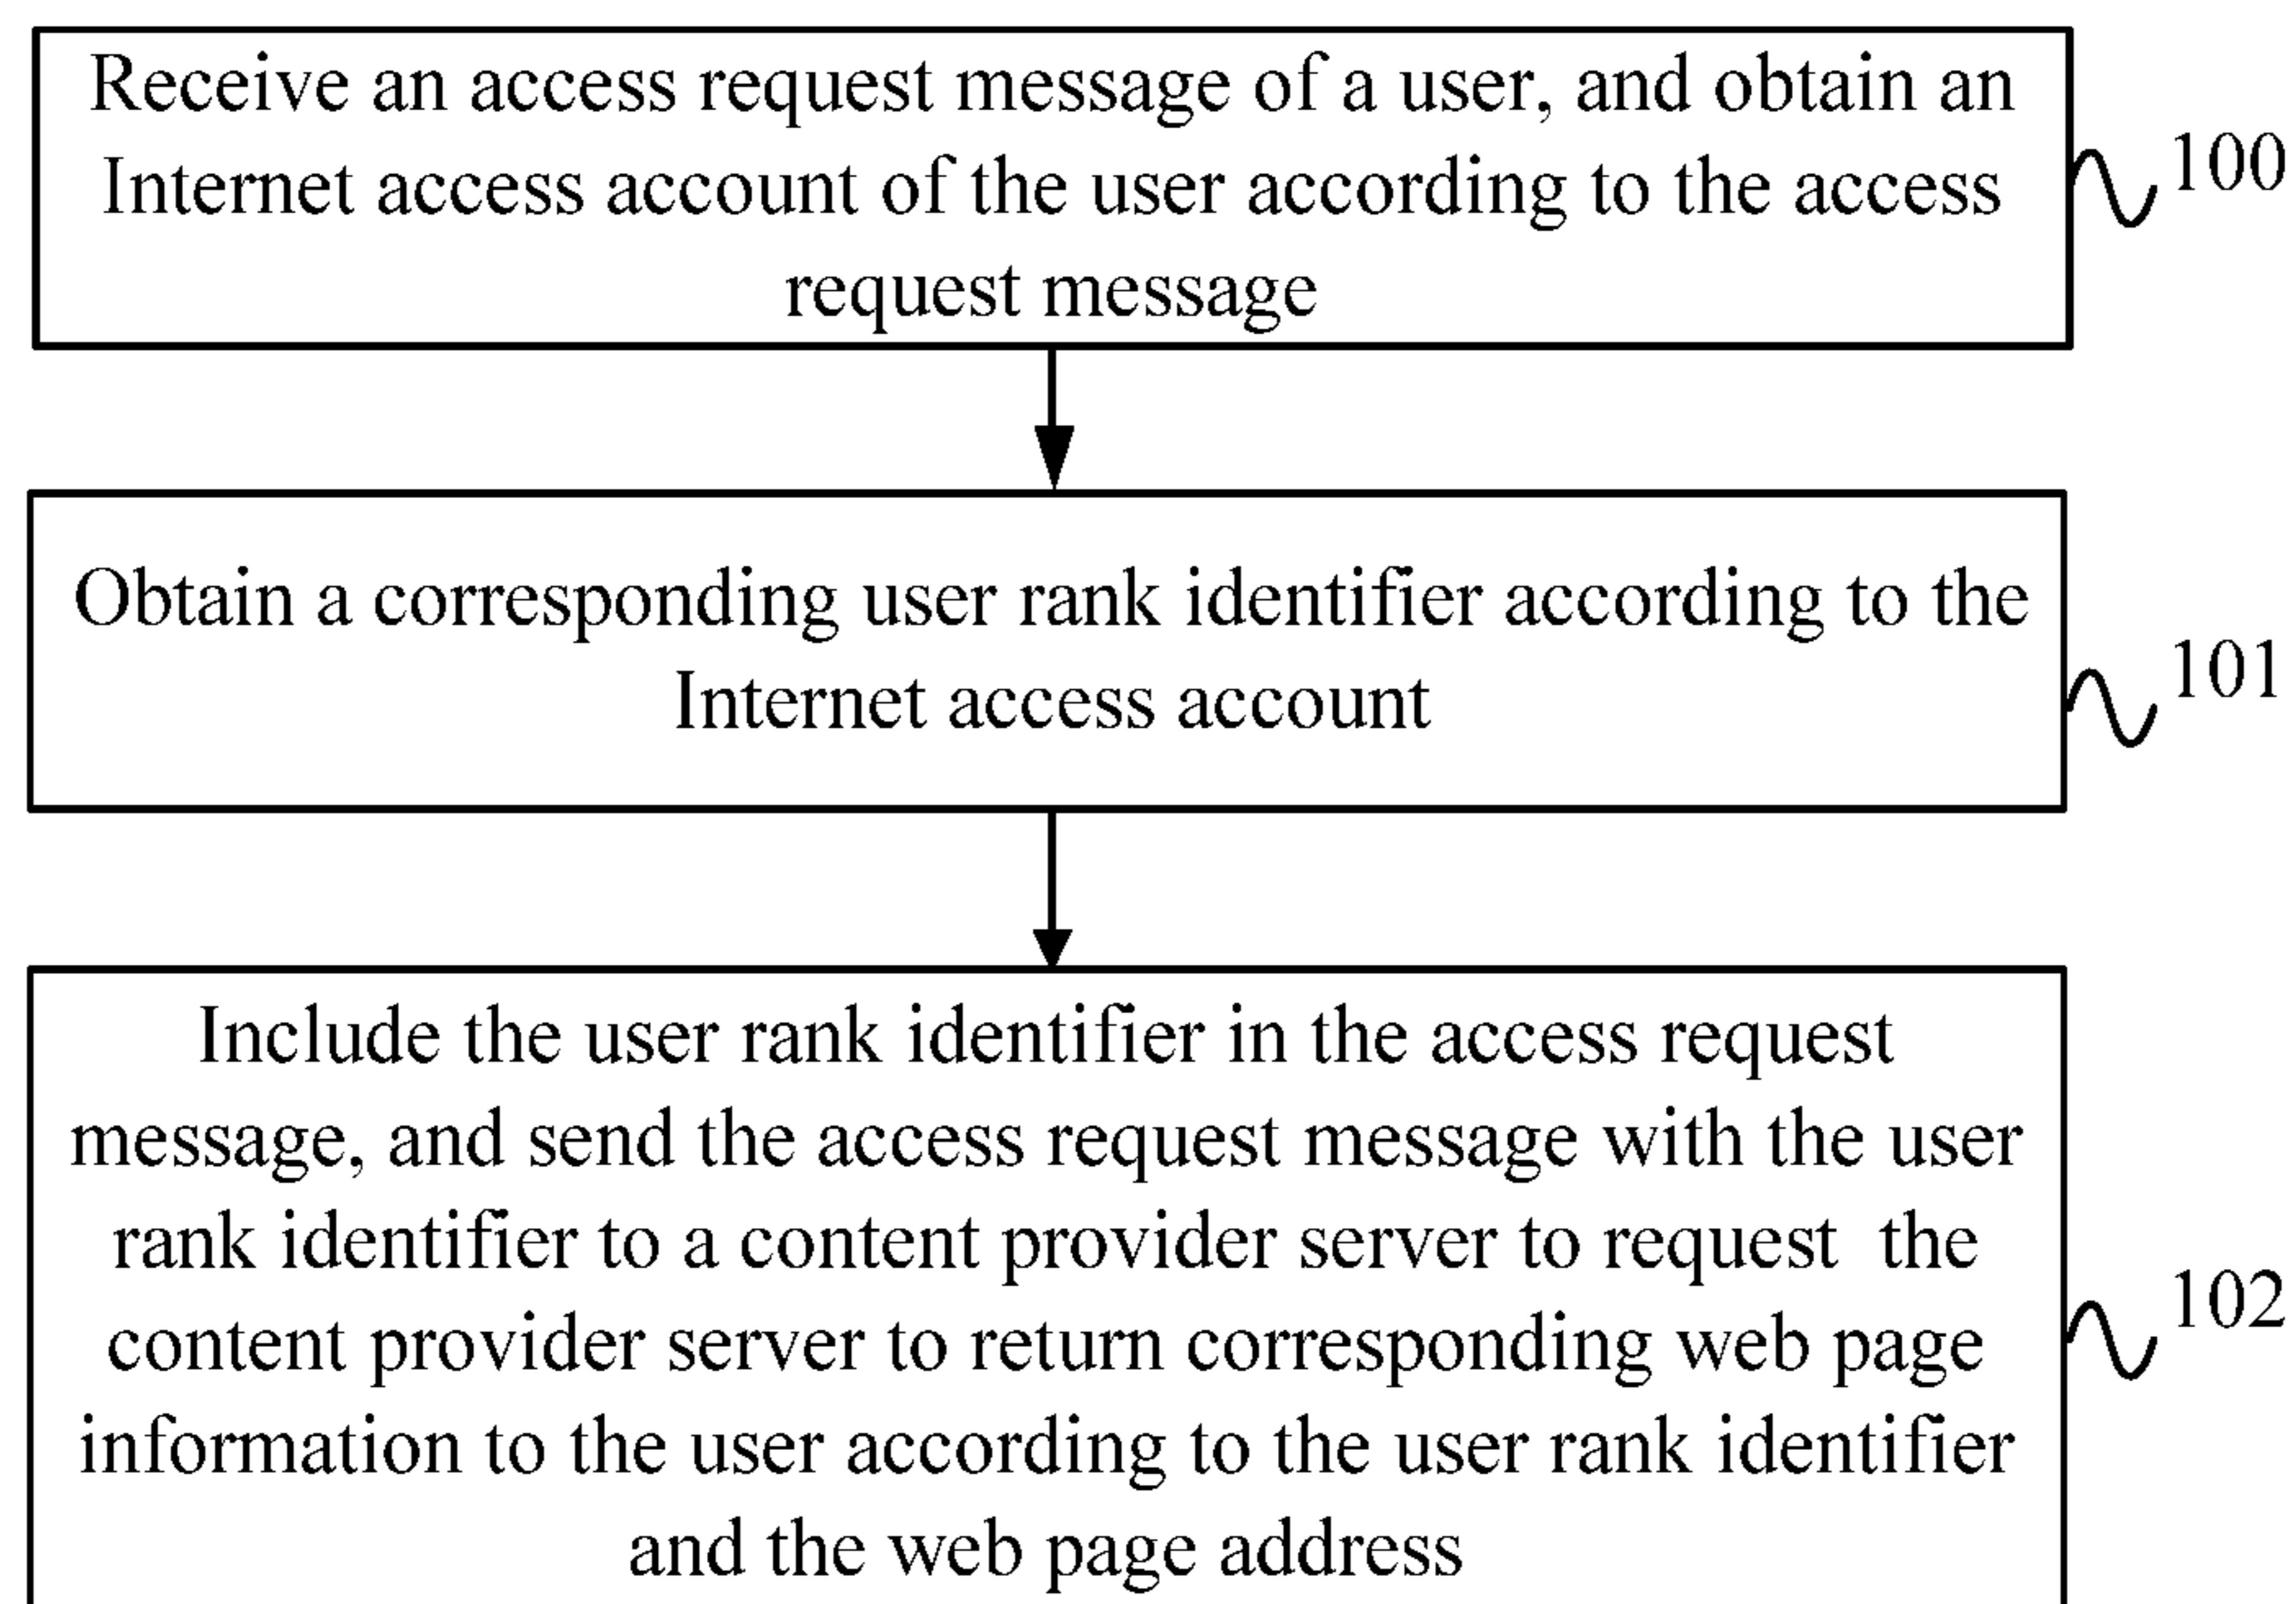 Receive an access request message of a user, and obtain an
Internet access account of the user according to the access
request message
100
Obtain a corresponding user rank identifier according to the
Internet access account
101
Include the user rank identifier in the access request
message, and send the access request message with the user
rank identifier to a content provider server to request the
content provider server to return corresponding web page
information to the user according to the user rank identifier
and the web page address
102